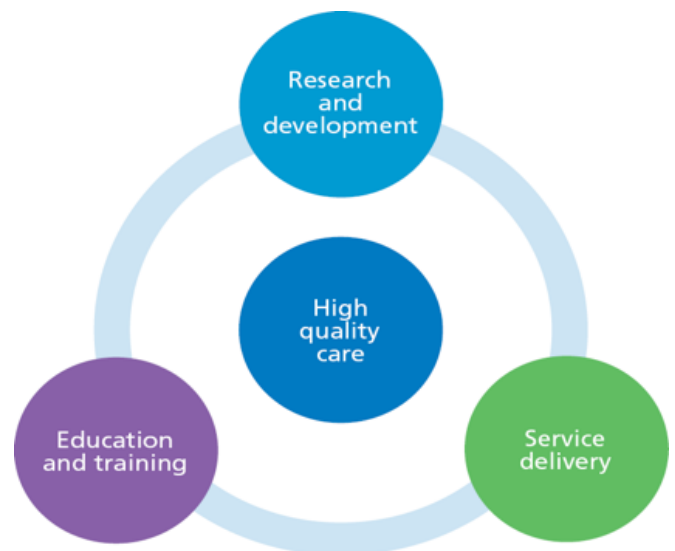 Research
and
development
High
quality
care
Education
and training
Service
delivery